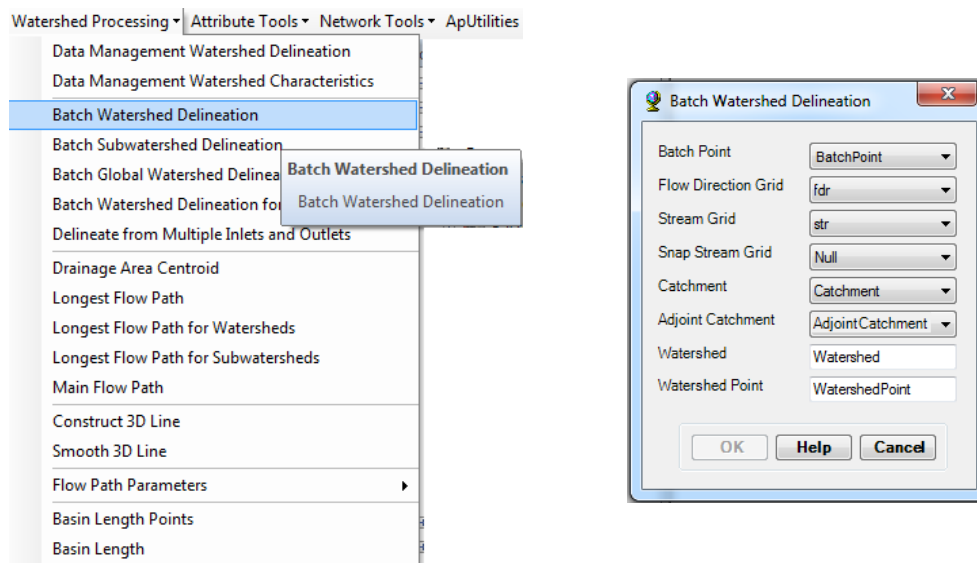 Watershed Processing Attribute Tools Network Tools ApUtilities
Data Management Watershed Delineation
Data Management Watershed Characteristics
Batch Watershed Delineation
Batch Subwatershed Delineation
Batch Global Watershed Delinea
Batch Watershed Delineation for
Delineate from Multiple Inlets and Outlets
Drainage Area Centroid
Longest Flow Path
Longest Flow Path for Watersheds
Longest Flow Path for Subwatersheds
Main Flow Path
Construct 3D Line
Smooth 3D Line
Flow Path Parameters
Basin Length Points
Basin Length
Batch Watershed Delineation
Batch Watershed Delineation
Batch Watershed Delineation
Batch Point BatchPoint
Flow Direction Grid fdr
Stream Grid str
Snap Stream Grid Null
Catchment Catchment
Adjoint Catchment AdjointCatchment
Watershed Watershed
Watershed Point WatershedPoint
OK Help Cancel